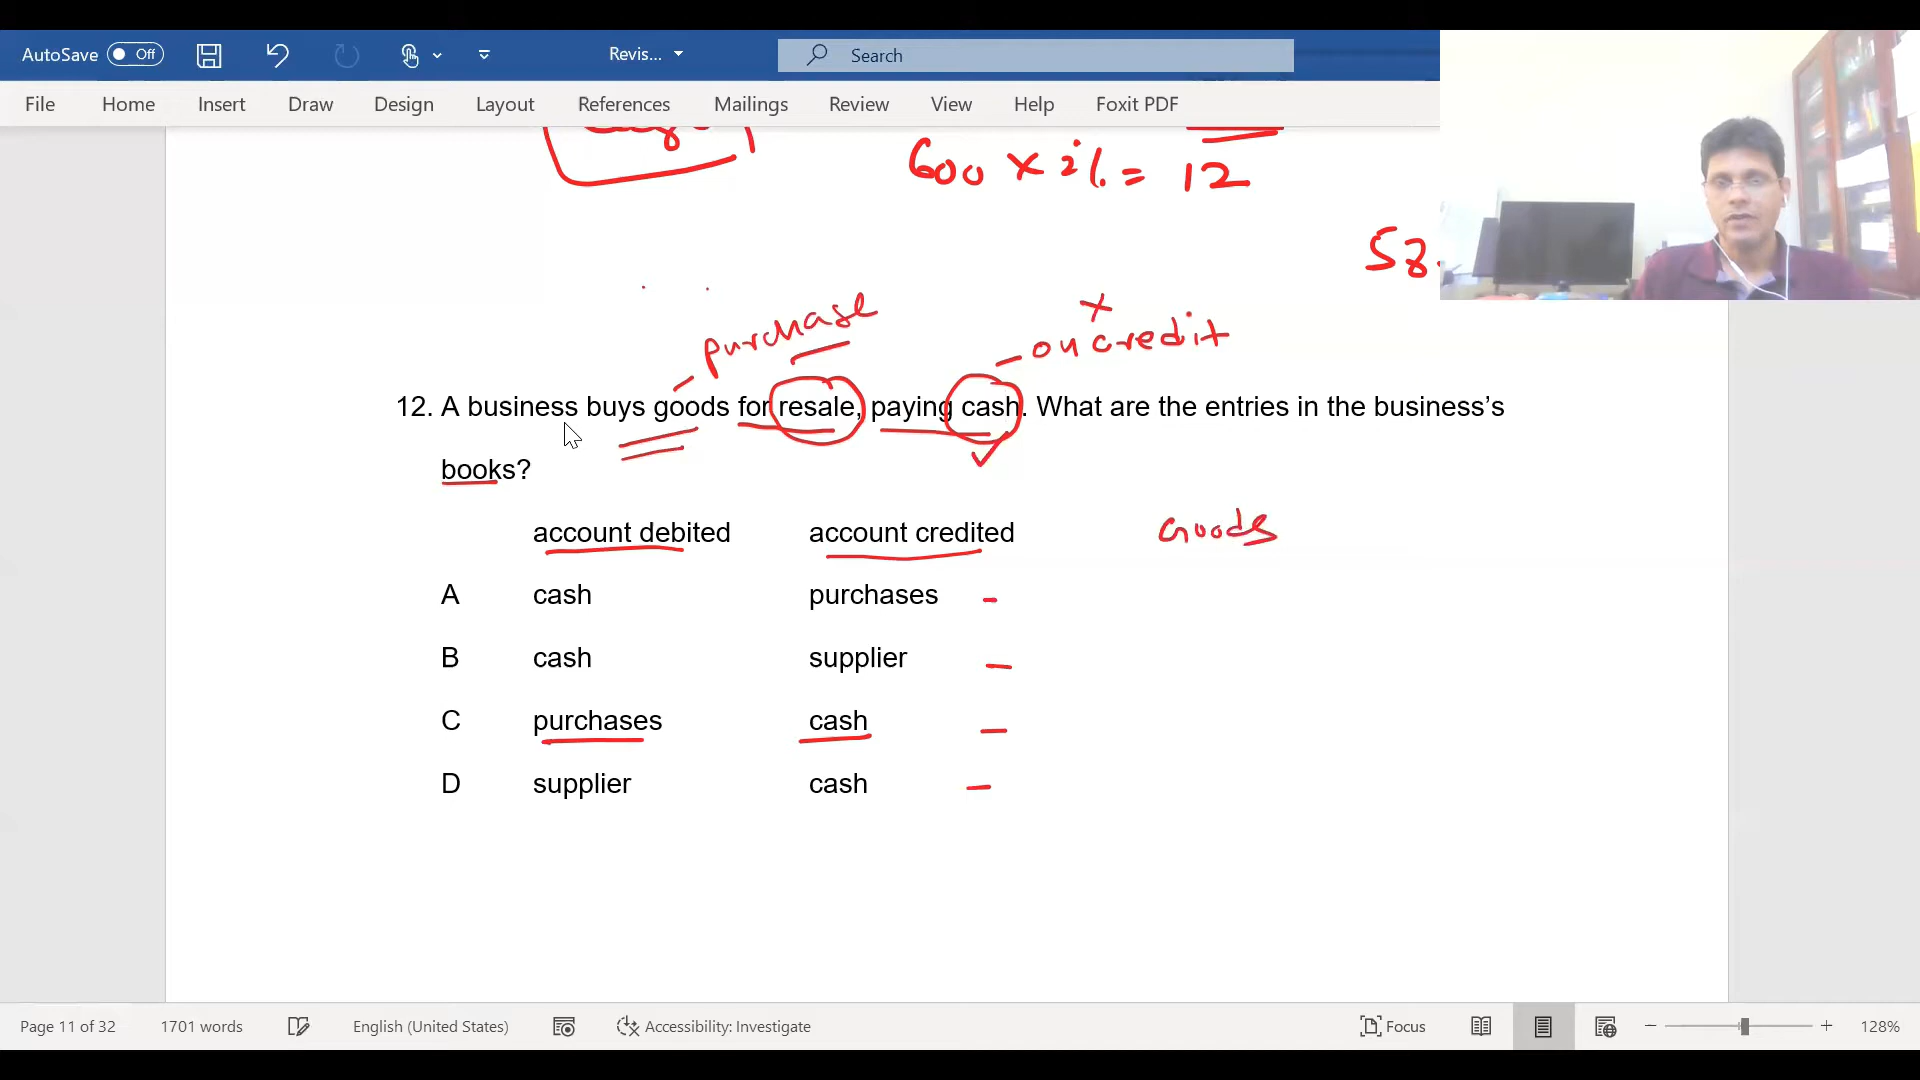 AutoSave Off Revis... Search
File Home Insert Draw Design Layout References Mailings Review View Help Foxit PDF
600 x 2% = 12
58.
purchase
x
on credit
12. A business buys goods for resale, paying cash. What are the entries in the business’s
books?
account debited account credited Goods
A cash purchases -
B cash supplier -
C purchases cash -
D supplier cash -
Page 11 of 32 1701 words English (United States) Accessibility: Investigate Focus 128%